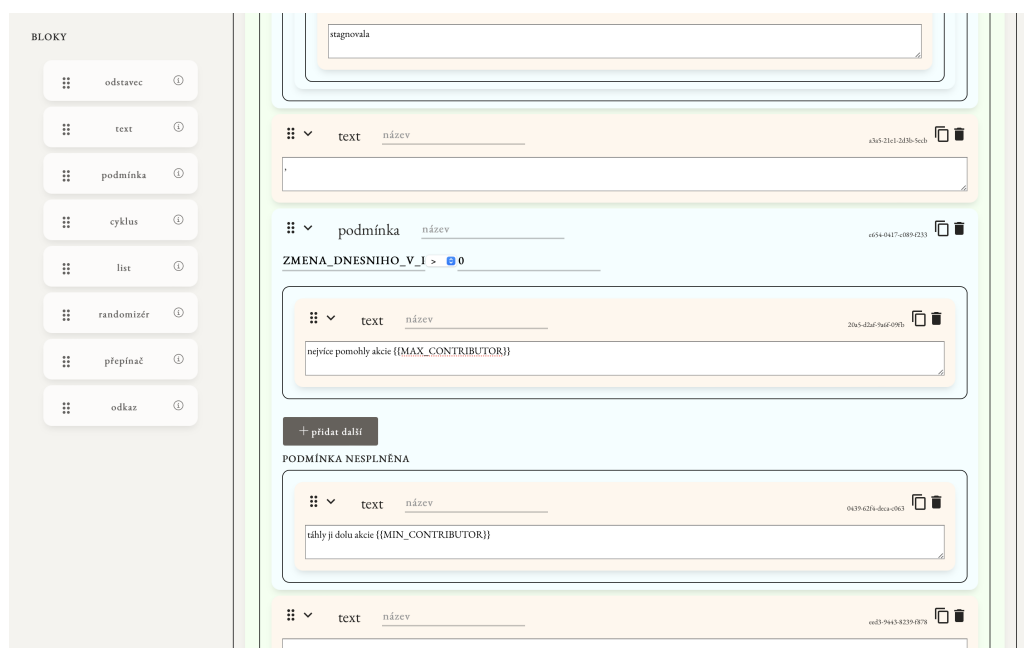 BLOKY
odstavec
text
podmínka
cyklus
list
randomizér
přepínač
odkaz
stagnovala
text název a3a5-21e1-2d3b-5ecb
,
podmínka název e654-0417-c089-f233
ZMENA_DNESNIHO_V_I > 0
text název 20a5-d2af-9a6f-09fb
nejvíce pomohly akcie {{MAX_CONTRIBUTOR}}
+ přidat další
PODMÍNKA NESPLNĚNA
text název 0439-62f4-deca-c063
táhly ji dolu akcie {{MIN_CONTRIBUTOR}}
text název eed3-9443-8239-f878